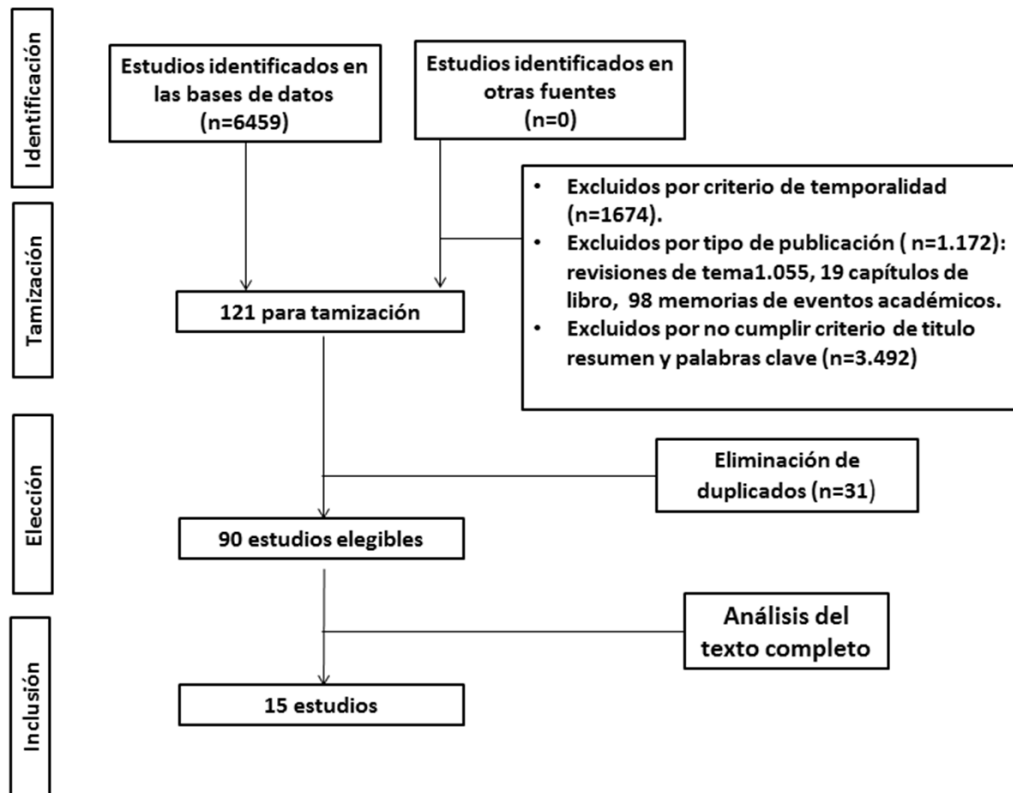 Identificación
Estudios identificados en
las bases de datos
(n=6459)
Estudios identificados en
otras fuentes
(n=0)
Tamización
• Excluidos por criterio de temporalidad
(n=1674).
• Excluidos por tipo de publicación ( n=1.172):
revisiones de tema1.055, 19 capítulos de
libro, 98 memorias de eventos académicos.
• Excluidos por no cumplir criterio de titulo
resumen y palabras clave (n=3.492)
121 para tamización
Elección
Eliminación de
duplicados (n=31)
90 estudios elegibles
Inclusión
Análisis del
texto completo
15 estudios